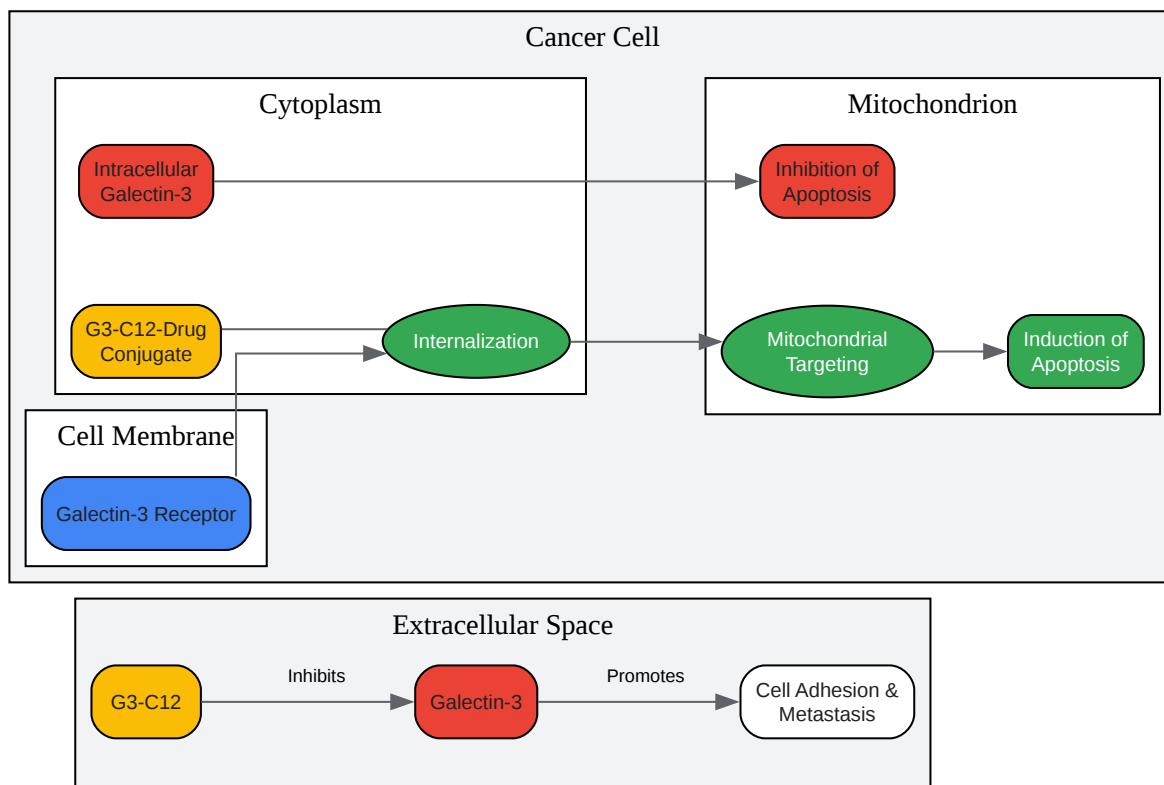 Cancer Cell
Cytoplasm
Mitochondrion
Intracellular
Galectin-3
Inhibition of
Apoptosis
G3-C12-Drug
Conjugate
Internalization
Mitochondrial
Targeting
Induction of
Apoptosis
Cell Membrane
Galectin-3 Receptor
Extracellular Space
G3-C12
Inhibits
Galectin-3
Promotes
Cell Adhesion &
Metastasis